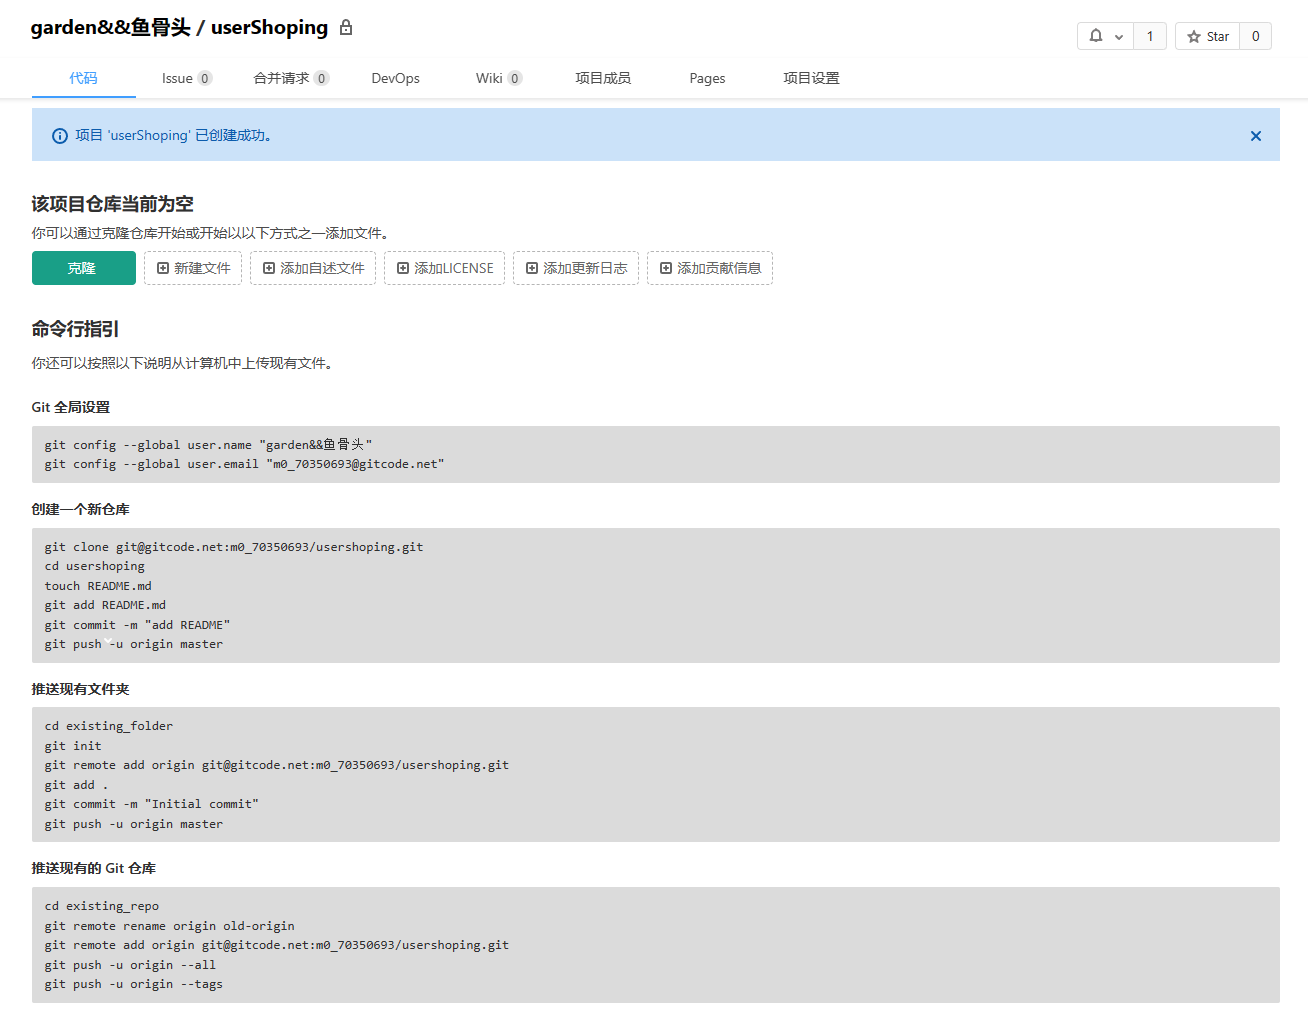 garden&&鱼骨头 / userShoping
1
Star
0
代码
Issue 0
合并请求 0
DevOps
Wiki 0
项目成员
Pages
项目设置
项目 'userShoping' 已创建成功。
该项目仓库当前为空
你可以通过克隆仓库开始或开始以以下方式之一添加文件。
克隆
新建文件
添加自述文件
添加LICENSE
添加更新日志
添加贡献信息
命令行指引
你还可以按照以下说明从计算机中上传现有文件。
Git 全局设置
git config --global user.name "garden&&鱼骨头"
git config --global user.email "m0_70350693@gitcode.net"
创建一个新仓库
git clone git@gitcode.net:m0_70350693/usershoping.git
cd usershoping
touch README.md
git add README.md
git commit -m "add README"
git push -u origin master
推送现有文件夹
cd existing_folder
git init
git remote add origin git@gitcode.net:m0_70350693/usershoping.git
git add .
git commit -m "Initial commit"
git push -u origin master
推送现有的 Git 仓库
cd existing_repo
git remote rename origin old-origin
git remote add origin git@gitcode.net:m0_70350693/usershoping.git
git push -u origin --all
git push -u origin --tags